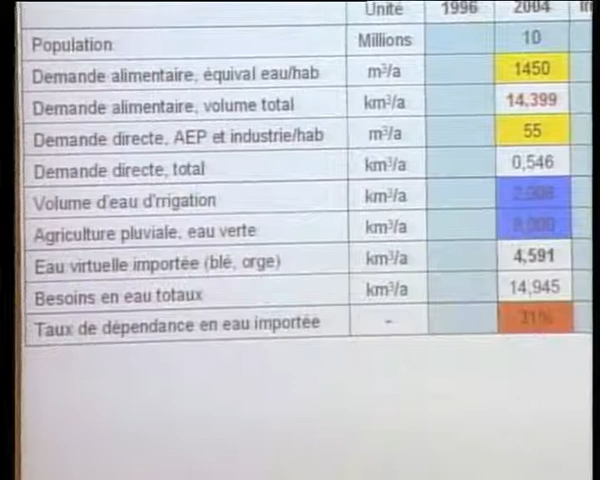 Unité 1996 2004
Population Millions 10
Demande alimentaire, équival eau/hab m³/a 1450
Demande alimentaire, volume total km³/a 14,399
Demande directe, AEP et industrie/hab m³/a 55
Demande directe, total km³/a 0,546
Volume d'eau d'rrigation km³/a
Agriculture pluviale, eau verte km³/a
Eau virtuelle importée (blé, orge) km³/a 4,591
Besoins en eau totaux km³/a 14,945
Taux de dépendance en eau importée - 31%